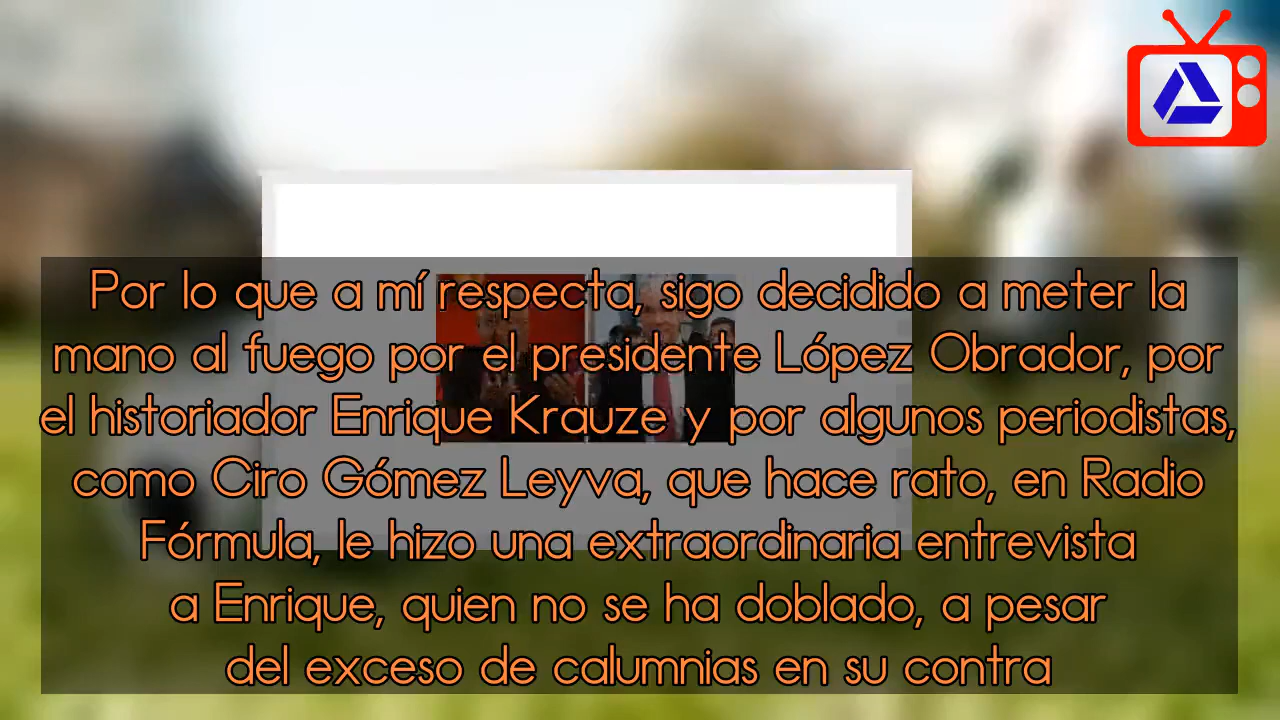 Por lo que a mí respecta, sigo decidido a meter la
mano al fuego por el presidente López Obrador, por
el historiador Enrique Krauze y por algunos periodistas,
como Ciro Gómez Leyva, que hace rato, en Radio
Fórmula, le hizo una extraordinaria entrevista
a Enrique, quien no se ha doblado, a pesar
del exceso de calumnias en su contra